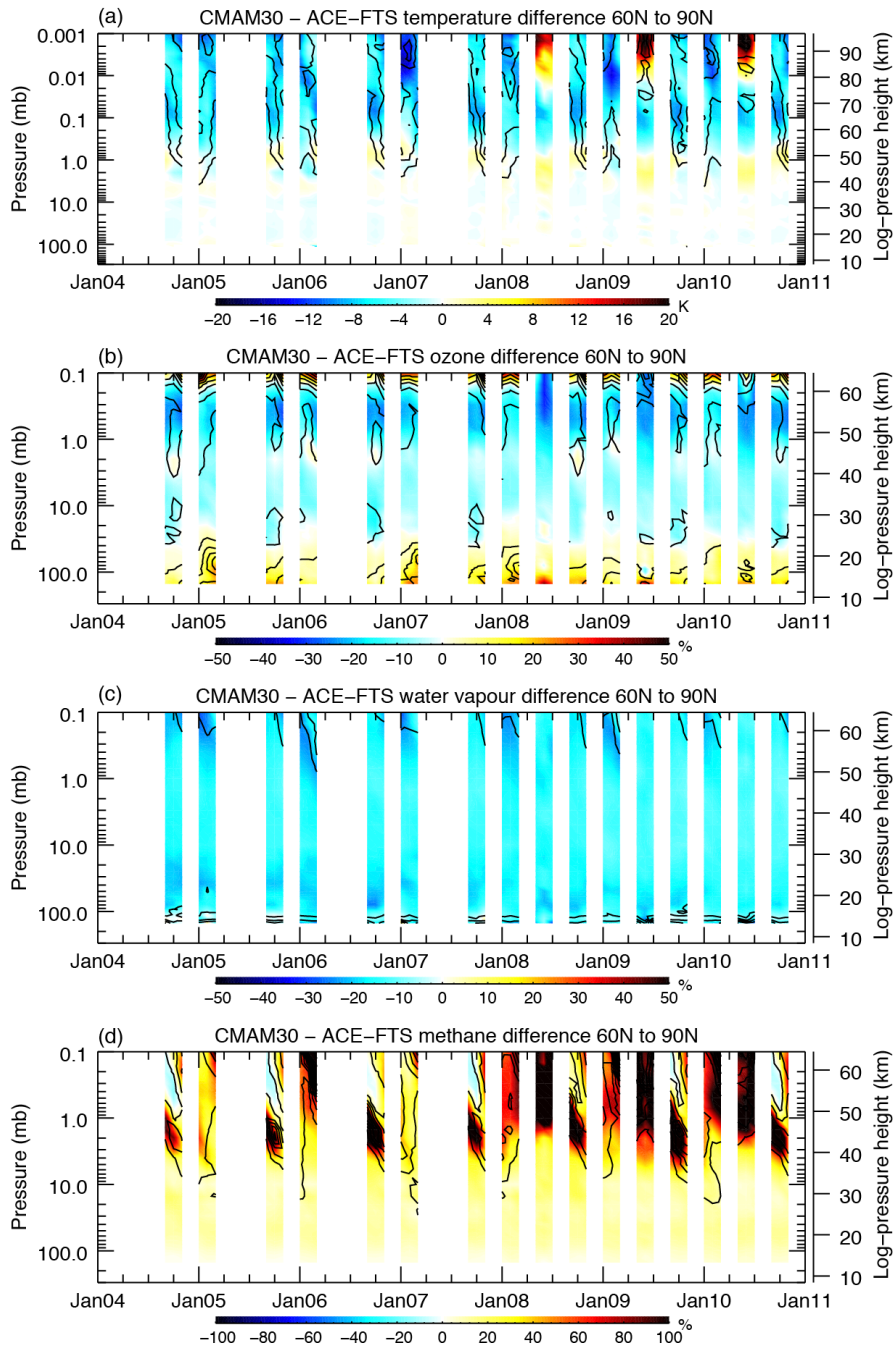 (a) CMAM30 − ACE−FTS temperature difference 60N to 90N
Pressure (mb)
0.001
0.01
0.1
1.0
10.0
100.0
90
80
70
60
50
40
30
20
10
Log−pressure height (km)
Jan04 Jan05 Jan06 Jan07 Jan08 Jan09 Jan10 Jan11
−20 −16 −12 −8 −4 0 4 8 12 16 20 K
(b) CMAM30 − ACE−FTS ozone difference 60N to 90N
Pressure (mb)
0.1
1.0
10.0
100.0
60
50
40
30
20
10
Log−pressure height (km)
Jan04 Jan05 Jan06 Jan07 Jan08 Jan09 Jan10 Jan11
−50 −40 −30 −20 −10 0 10 20 30 40 50 %
(c) CMAM30 − ACE−FTS water vapour difference 60N to 90N
Pressure (mb)
0.1
1.0
10.0
100.0
60
50
40
30
20
10
Log−pressure height (km)
Jan04 Jan05 Jan06 Jan07 Jan08 Jan09 Jan10 Jan11
−50 −40 −30 −20 −10 0 10 20 30 40 50 %
(d) CMAM30 − ACE−FTS methane difference 60N to 90N
Pressure (mb)
0.1
1.0
10.0
100.0
60
50
40
30
20
10
Log−pressure height (km)
Jan04 Jan05 Jan06 Jan07 Jan08 Jan09 Jan10 Jan11
−100 −80 −60 −40 −20 0 20 40 60 80 100 %